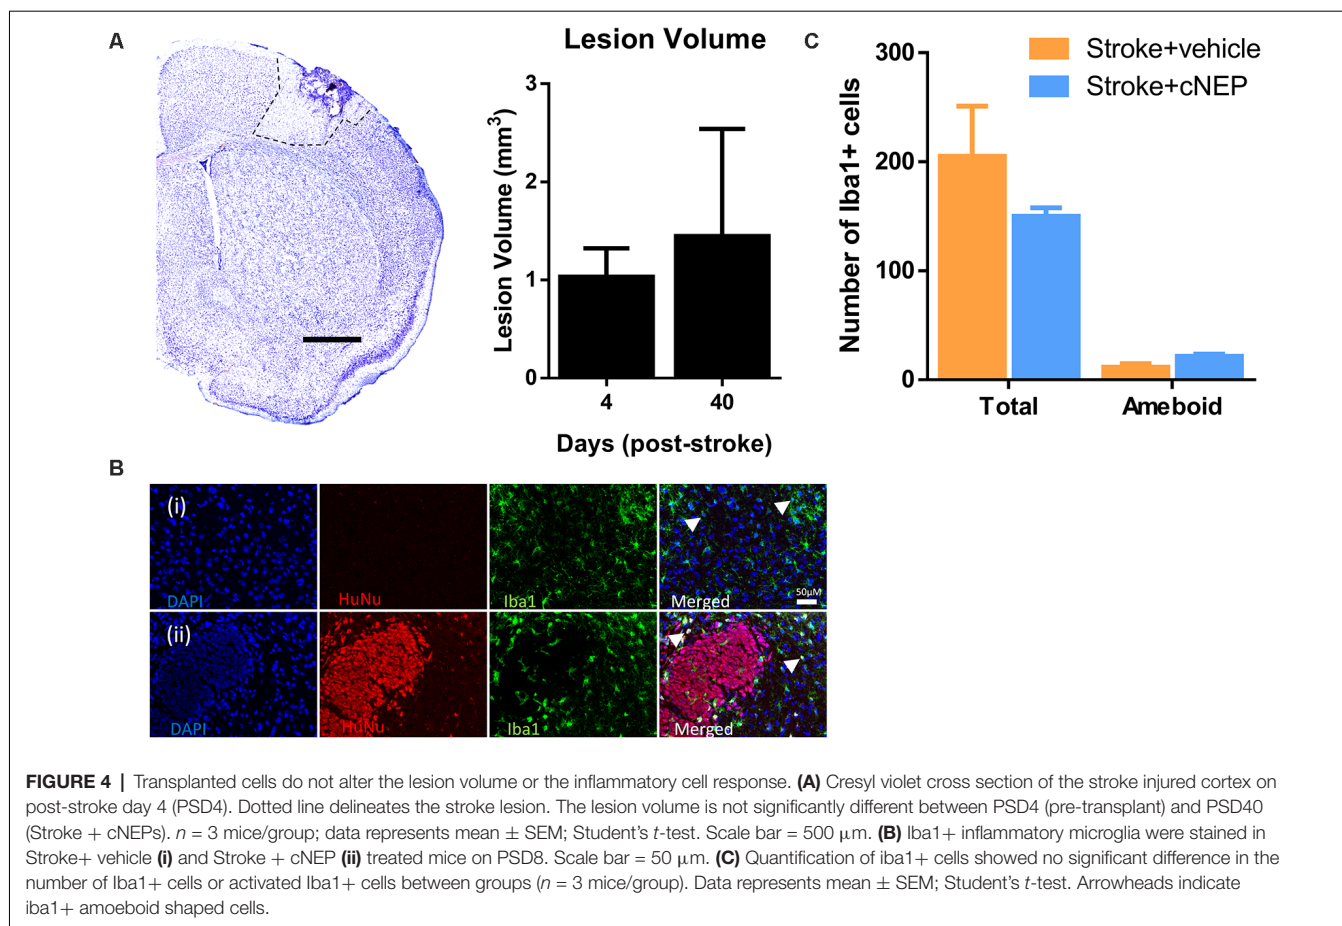 A
Lesion Volume
Lesion Volume (mm³)
3
2
1
0
4
40
Days (post-stroke)
C
Number of Iba1+ cells
300
200
100
0
Total
Ameboid
Stroke+vehicle
Stroke+cNEP
B
(i)
DAPI
HuNu
Iba1
Merged
50μM
(ii)
DAPI
HuNu
Iba1
Merged
FIGURE 4 | Transplanted cells do not alter the lesion volume or the inflammatory cell response. (A) Cresyl violet cross section of the stroke injured cortex on
post-stroke day 4 (PSD4). Dotted line delineates the stroke lesion. The lesion volume is not significantly different between PSD4 (pre-transplant) and PSD40
(Stroke + cNEPs). n = 3 mice/group; data represents mean ± SEM; Student's t-test. Scale bar = 500 μm. (B) Iba1+ inflammatory microglia were stained in
Stroke+ vehicle (i) and Stroke + cNEP (ii) treated mice on PSD8. Scale bar = 50 μm. (C) Quantification of iba1+ cells showed no significant difference in the
number of Iba1+ cells or activated Iba1+ cells between groups (n = 3 mice/group). Data represents mean ± SEM; Student's t-test. Arrowheads indicate
iba1+ amoeboid shaped cells.